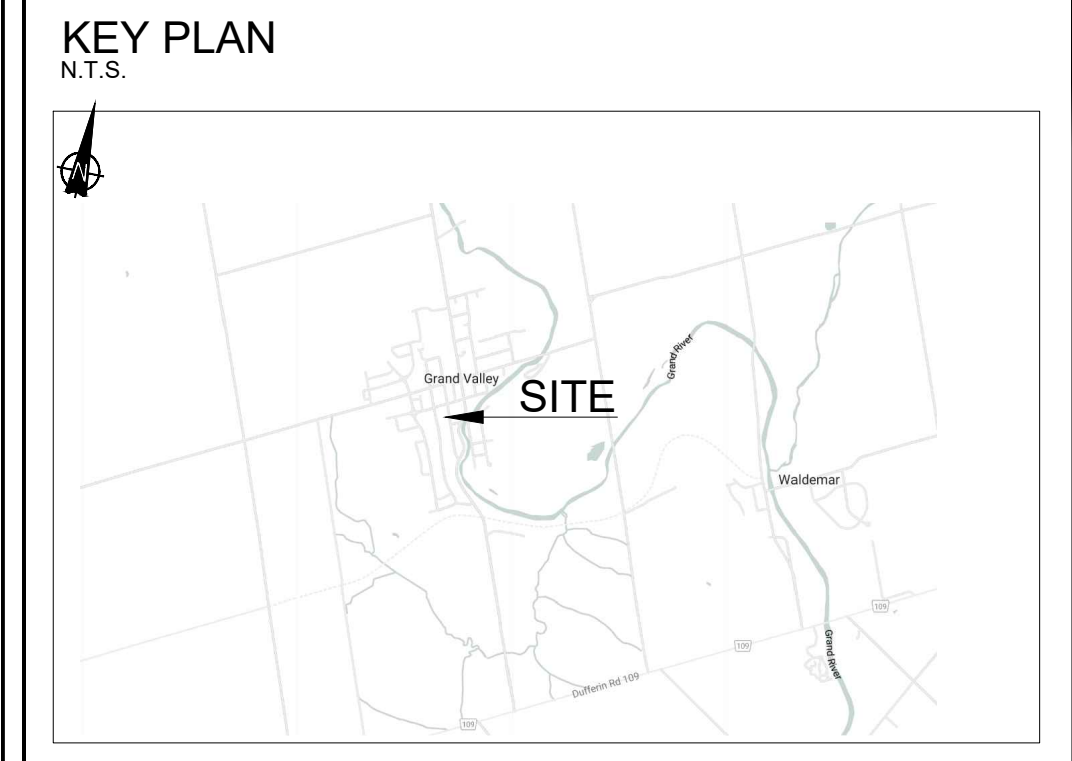 KEY PLAN
N.T.S.
N
Grand River
Grand Valley
SITE
Waldemar
109
109
Grand River
Dufferin Rd 109
109